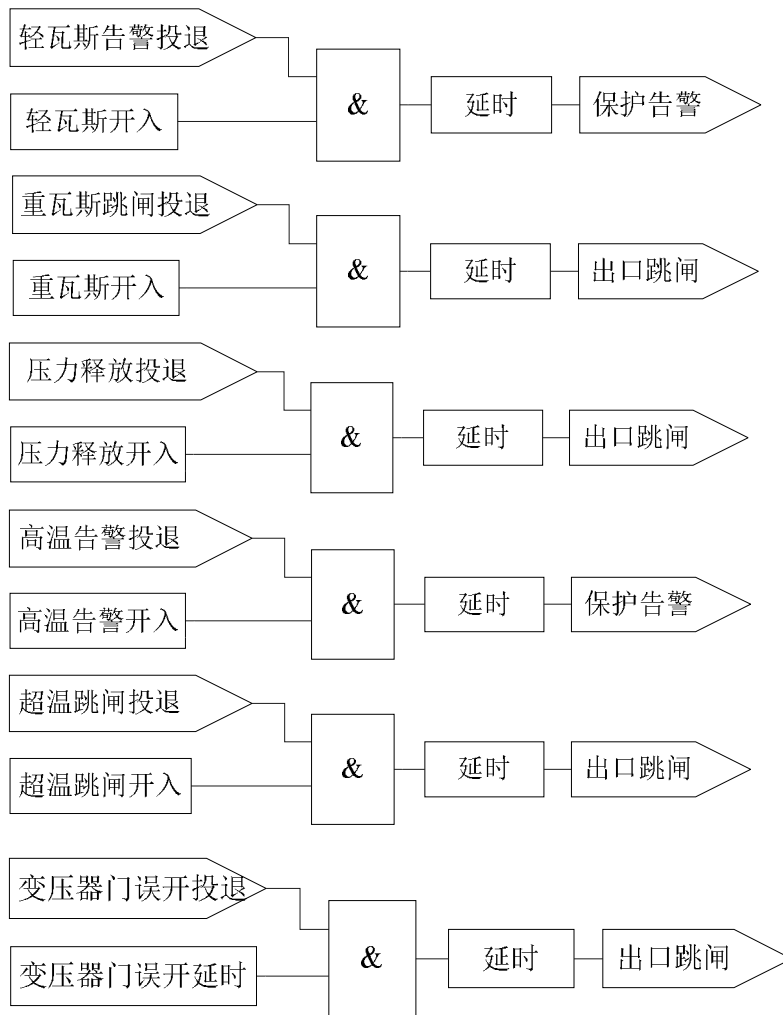 轻瓦斯告警投退
轻瓦斯开入
&
延时
保护告警
重瓦斯跳闸投退
重瓦斯开入
&
延时
出口跳闸
压力释放投退
压力释放开入
&
延时
出口跳闸
高温告警投退
高温告警开入
&
延时
保护告警
超温跳闸投退
超温跳闸开入
&
延时
出口跳闸
变压器门误开投退
变压器门误开延时
&
延时
出口跳闸